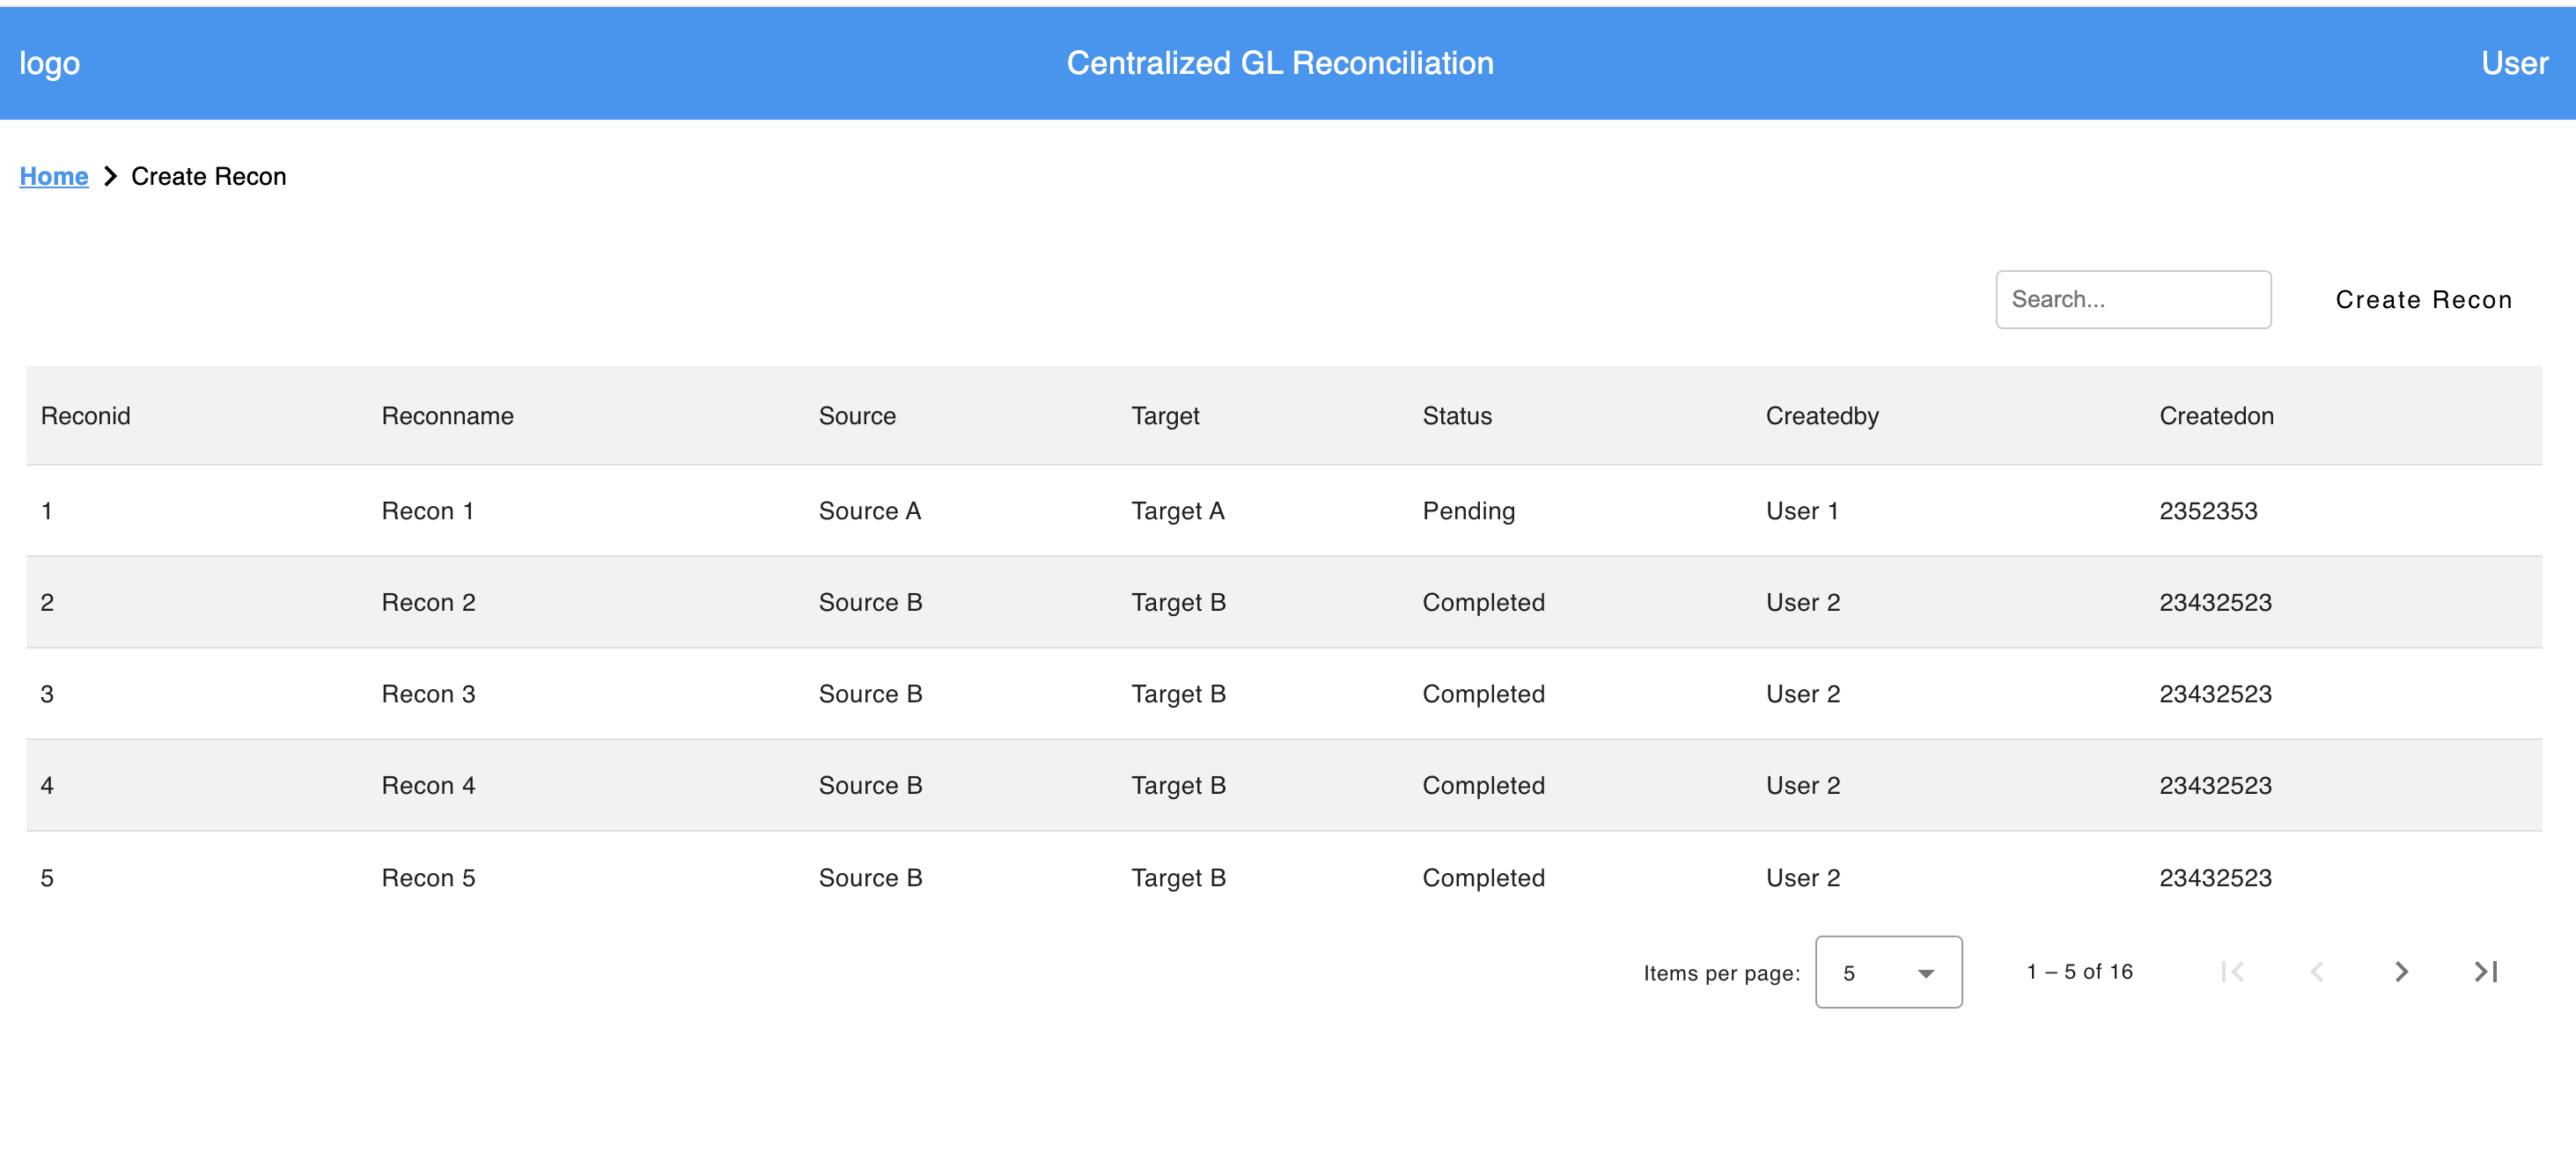 logo Centralized GL Reconciliation User
Home Create Recon
Search... Create Recon
Reconid Reconname Source Target Status Createdby Createdon
1 Recon 1 Source A Target A Pending User 1 2352353
2 Recon 2 Source B Target B Completed User 2 23432523
3 Recon 3 Source B Target B Completed User 2 23432523
4 Recon 4 Source B Target B Completed User 2 23432523
5 Recon 5 Source B Target B Completed User 2 23432523
Items per page: 5 1 – 5 of 16